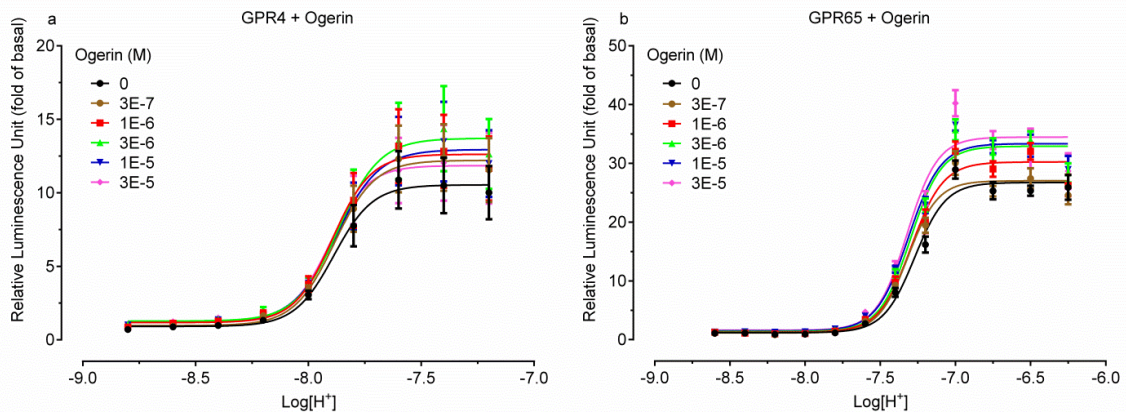 a
GPR4 + Ogerin
Relative Luminescence Unit (fold of basal)
20
15
10
5
0
Ogerin (M)
0
3E-7
1E-6
3E-6
1E-5
3E-5
-9.0 -8.5 -8.0 -7.5 -7.0
Log[H+]
b
GPR65 + Ogerin
Relative Luminescence Unit (fold of basal)
50
40
30
20
10
0
Ogerin (M)
0
3E-7
1E-6
3E-6
1E-5
3E-5
-9.0 -8.5 -8.0 -7.5 -7.0 -6.5 -6.0
Log[H+]